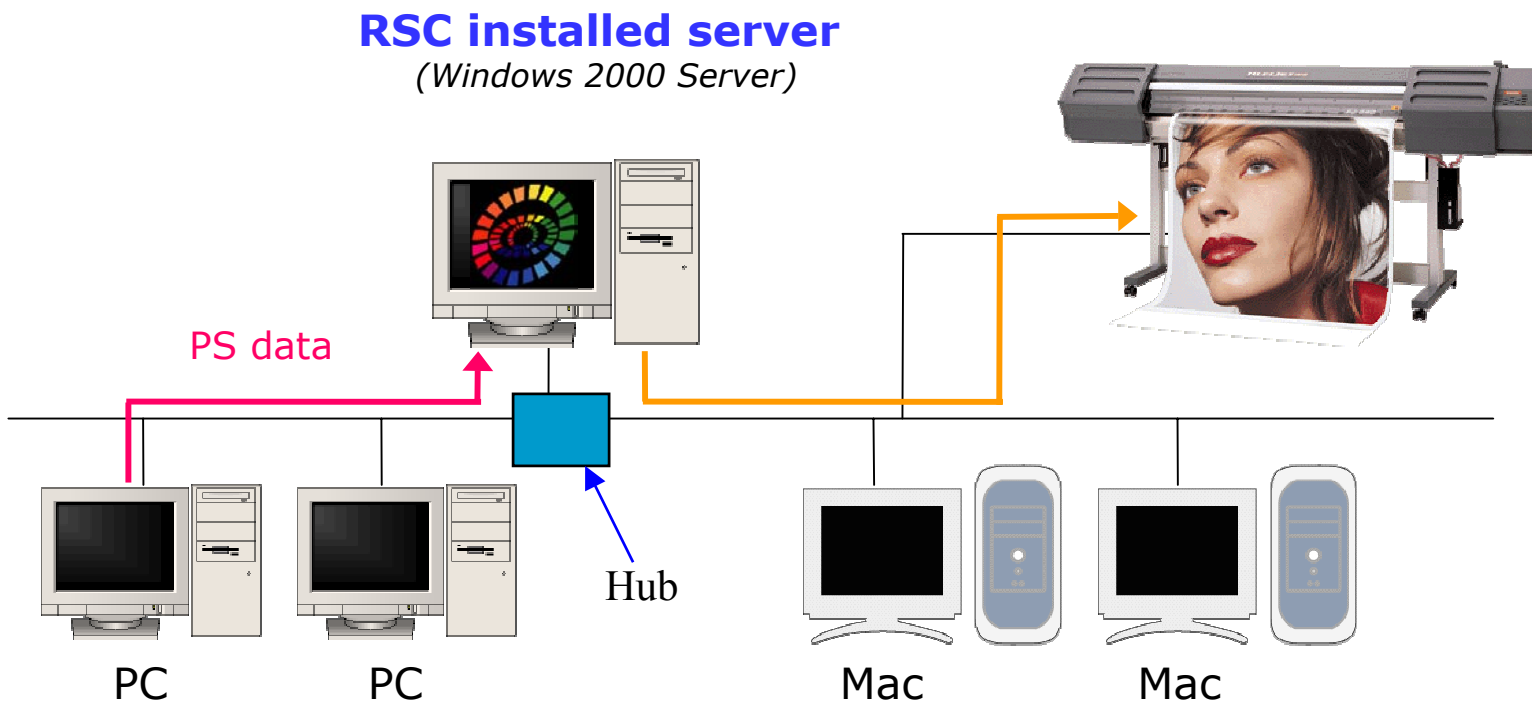 RSC installed server
(Windows 2000 Server)
PS data
Hub
PC
PC
Mac
Mac